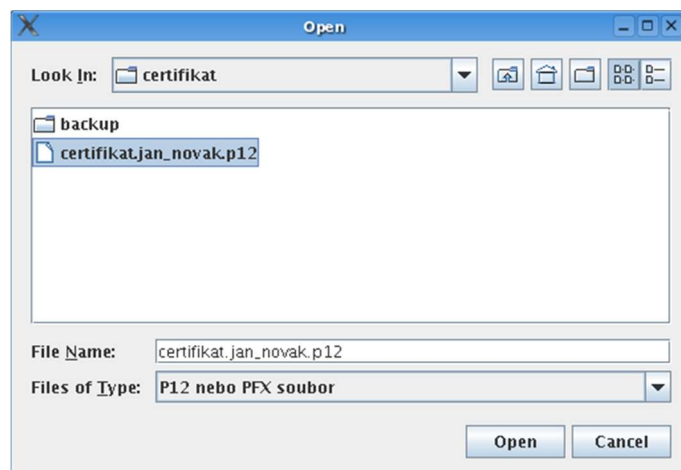 Open
Look In: certifikat
backup
certifikat.jan_novak.p12
File Name: certifikat.jan_novak.p12
Files of Type: P12 nebo PFX soubor
Open Cancel